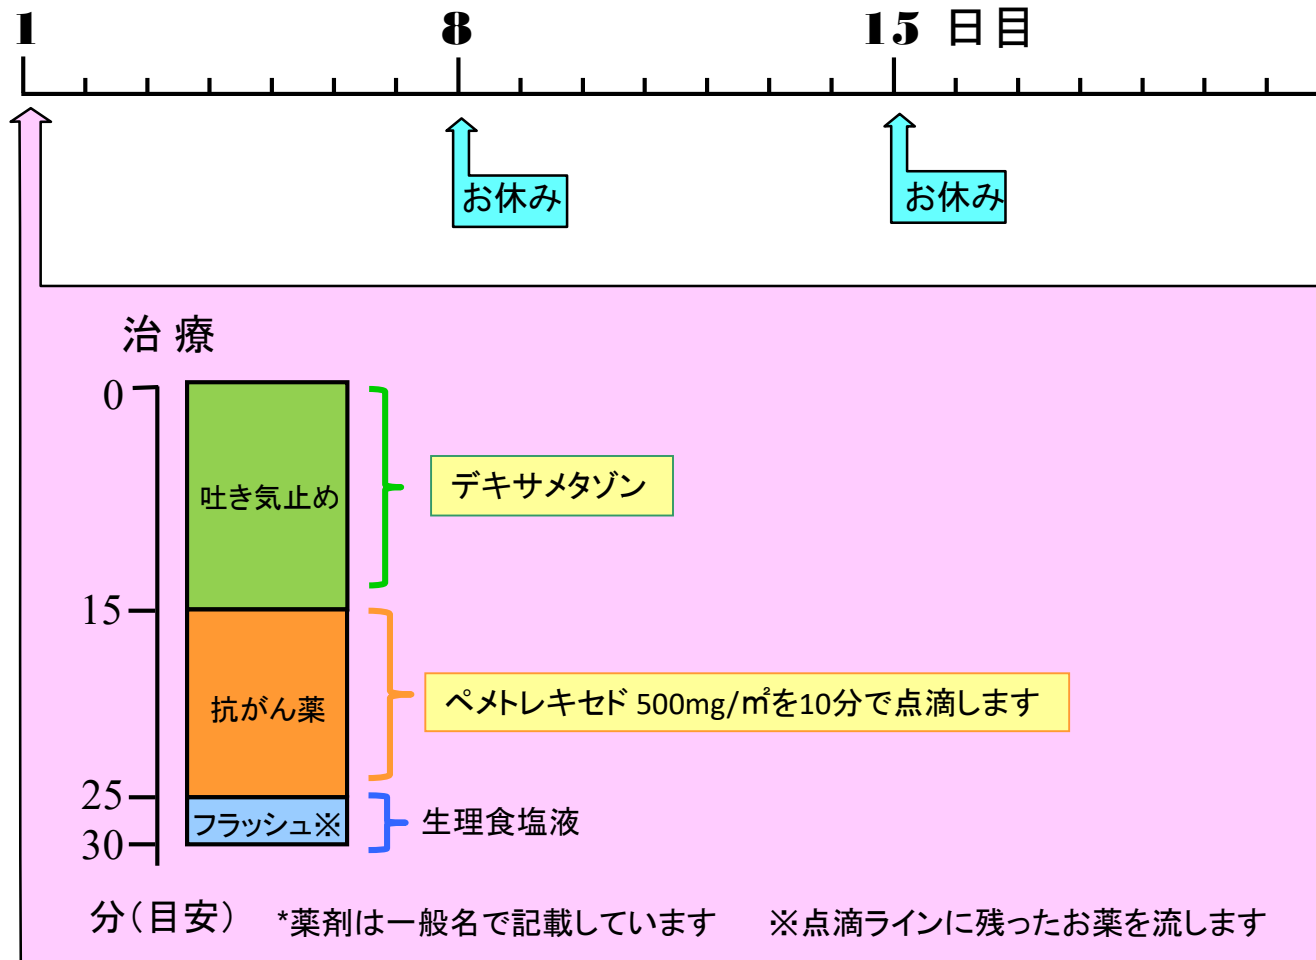 1 8 15 日目
お休み お休み
治 療
0
吐き気止め デキサメタゾン
15
抗がん薬 ペメトレキセド 500mg/㎡を10分で点滴します
25
フラッシュ※ 生理食塩液
30
分(目安) *薬剤は一般名で記載しています ※点滴ラインに残ったお薬を流します